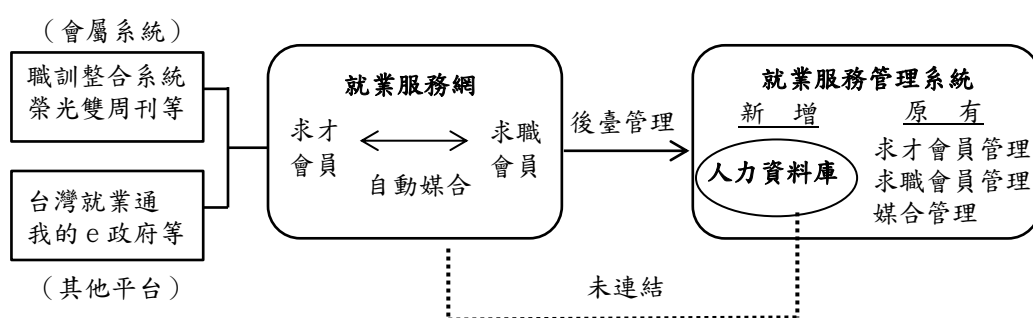 （會屬系統）
職訓整合系統
榮光雙周刊等
台灣就業通
我的e政府等
（其他平台）
就業服務網
求才
會員
自動媒合
求職
會員
後臺管理
就業服務管理系統
新增
人力資料庫
原有
求才會員管理
求職會員管理
媒合管理
未連結